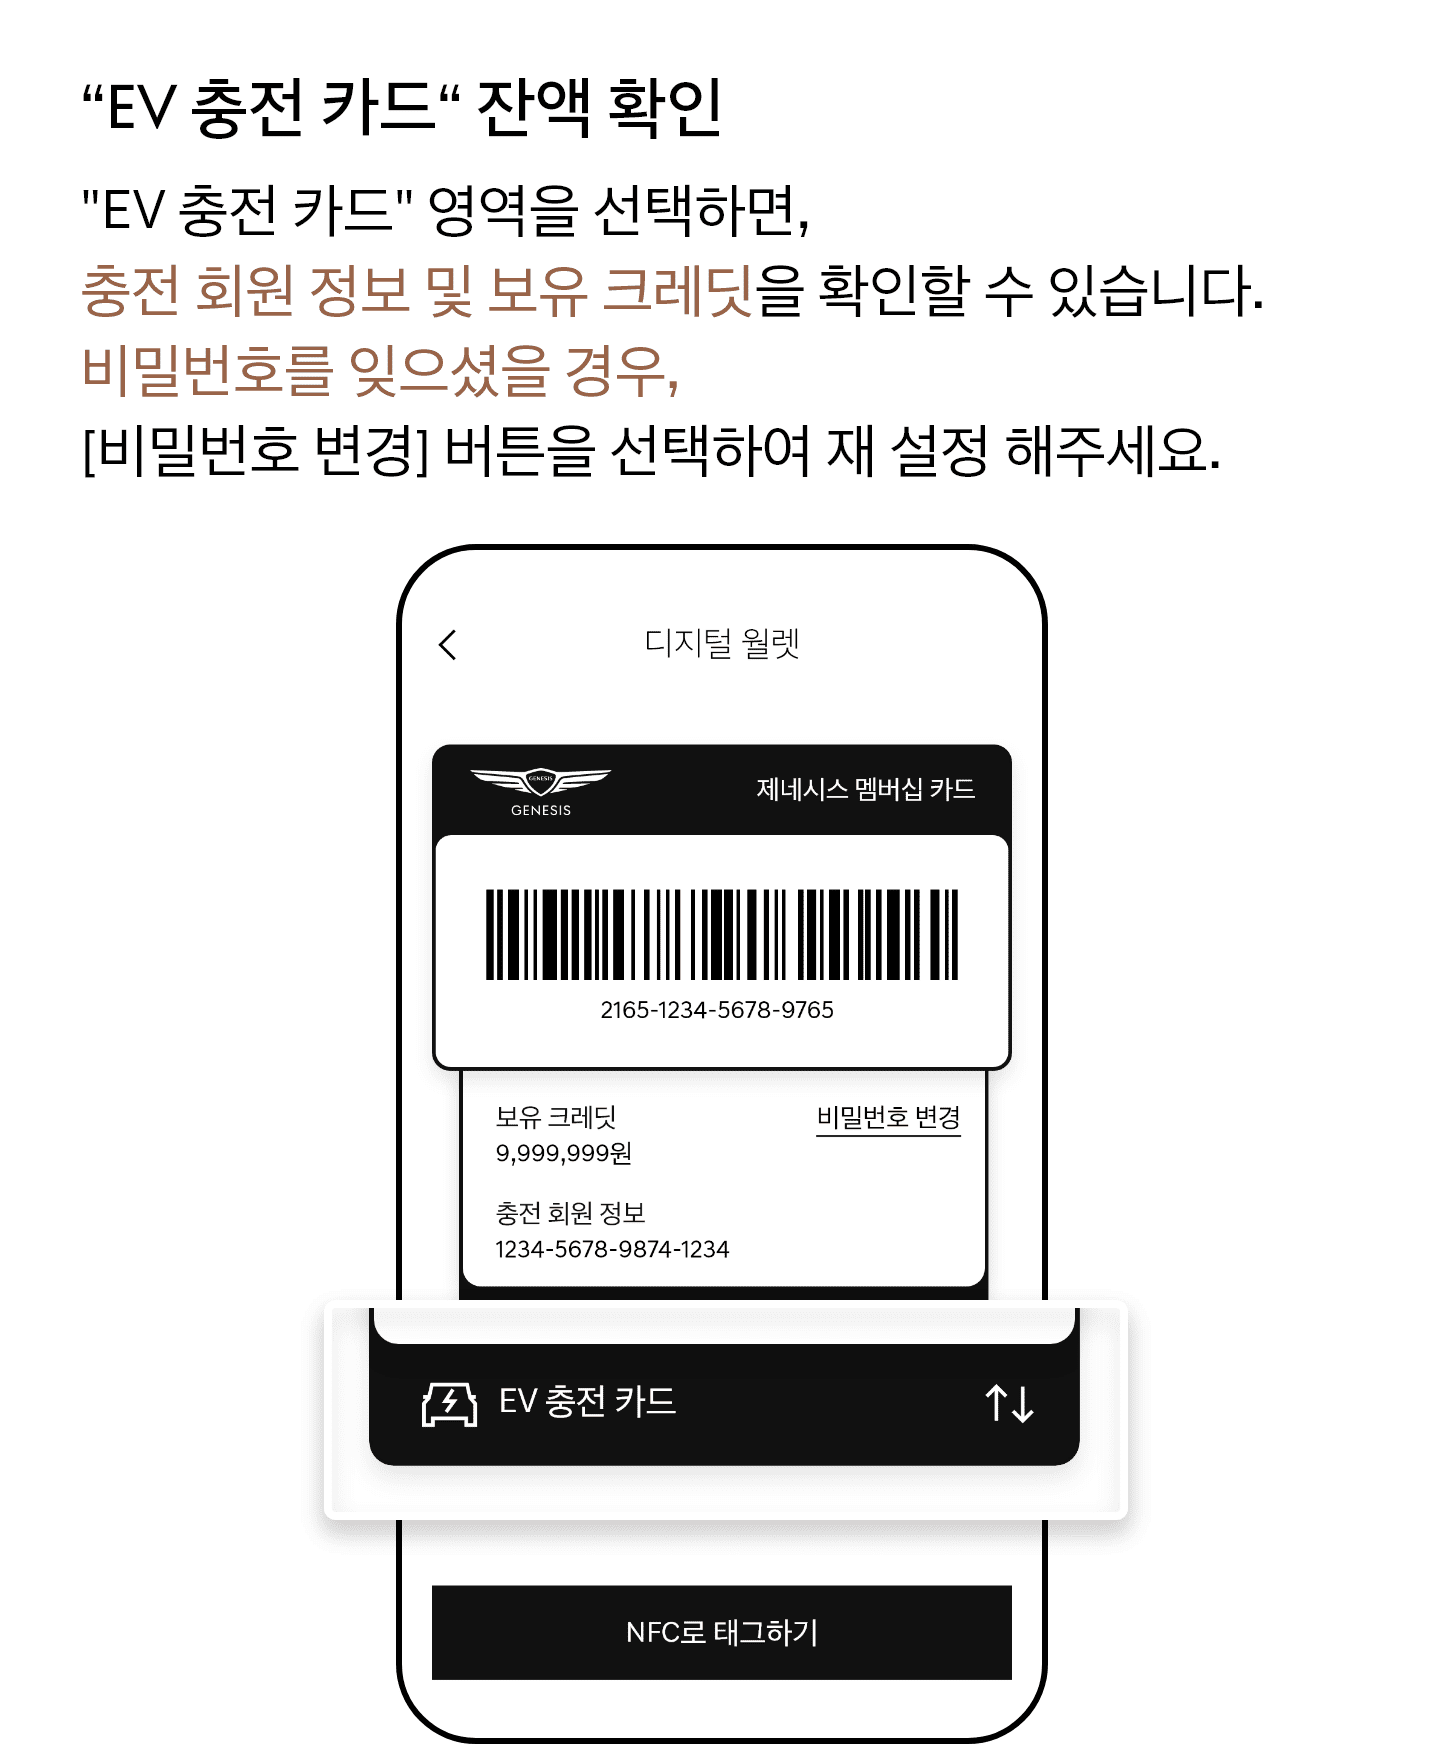 “EV 충전 카드“ 잔액 확인
"EV 충전 카드" 영역을 선택하면,
충전 회원 정보 및 보유 크레딧을 확인할 수 있습니다.
비밀번호를 잊으셨을 경우,
[비밀번호 변경] 버튼을 선택하여 재 설정 해주세요.
디지털 월렛
GENESIS
GENESIS
제네시스 멤버십 카드
2165-1234-5678-9765
보유 크레딧
비밀번호 변경
9,999,999원
충전 회원 정보
1234-5678-9874-1234
EV 충전 카드
NFC로 태그하기